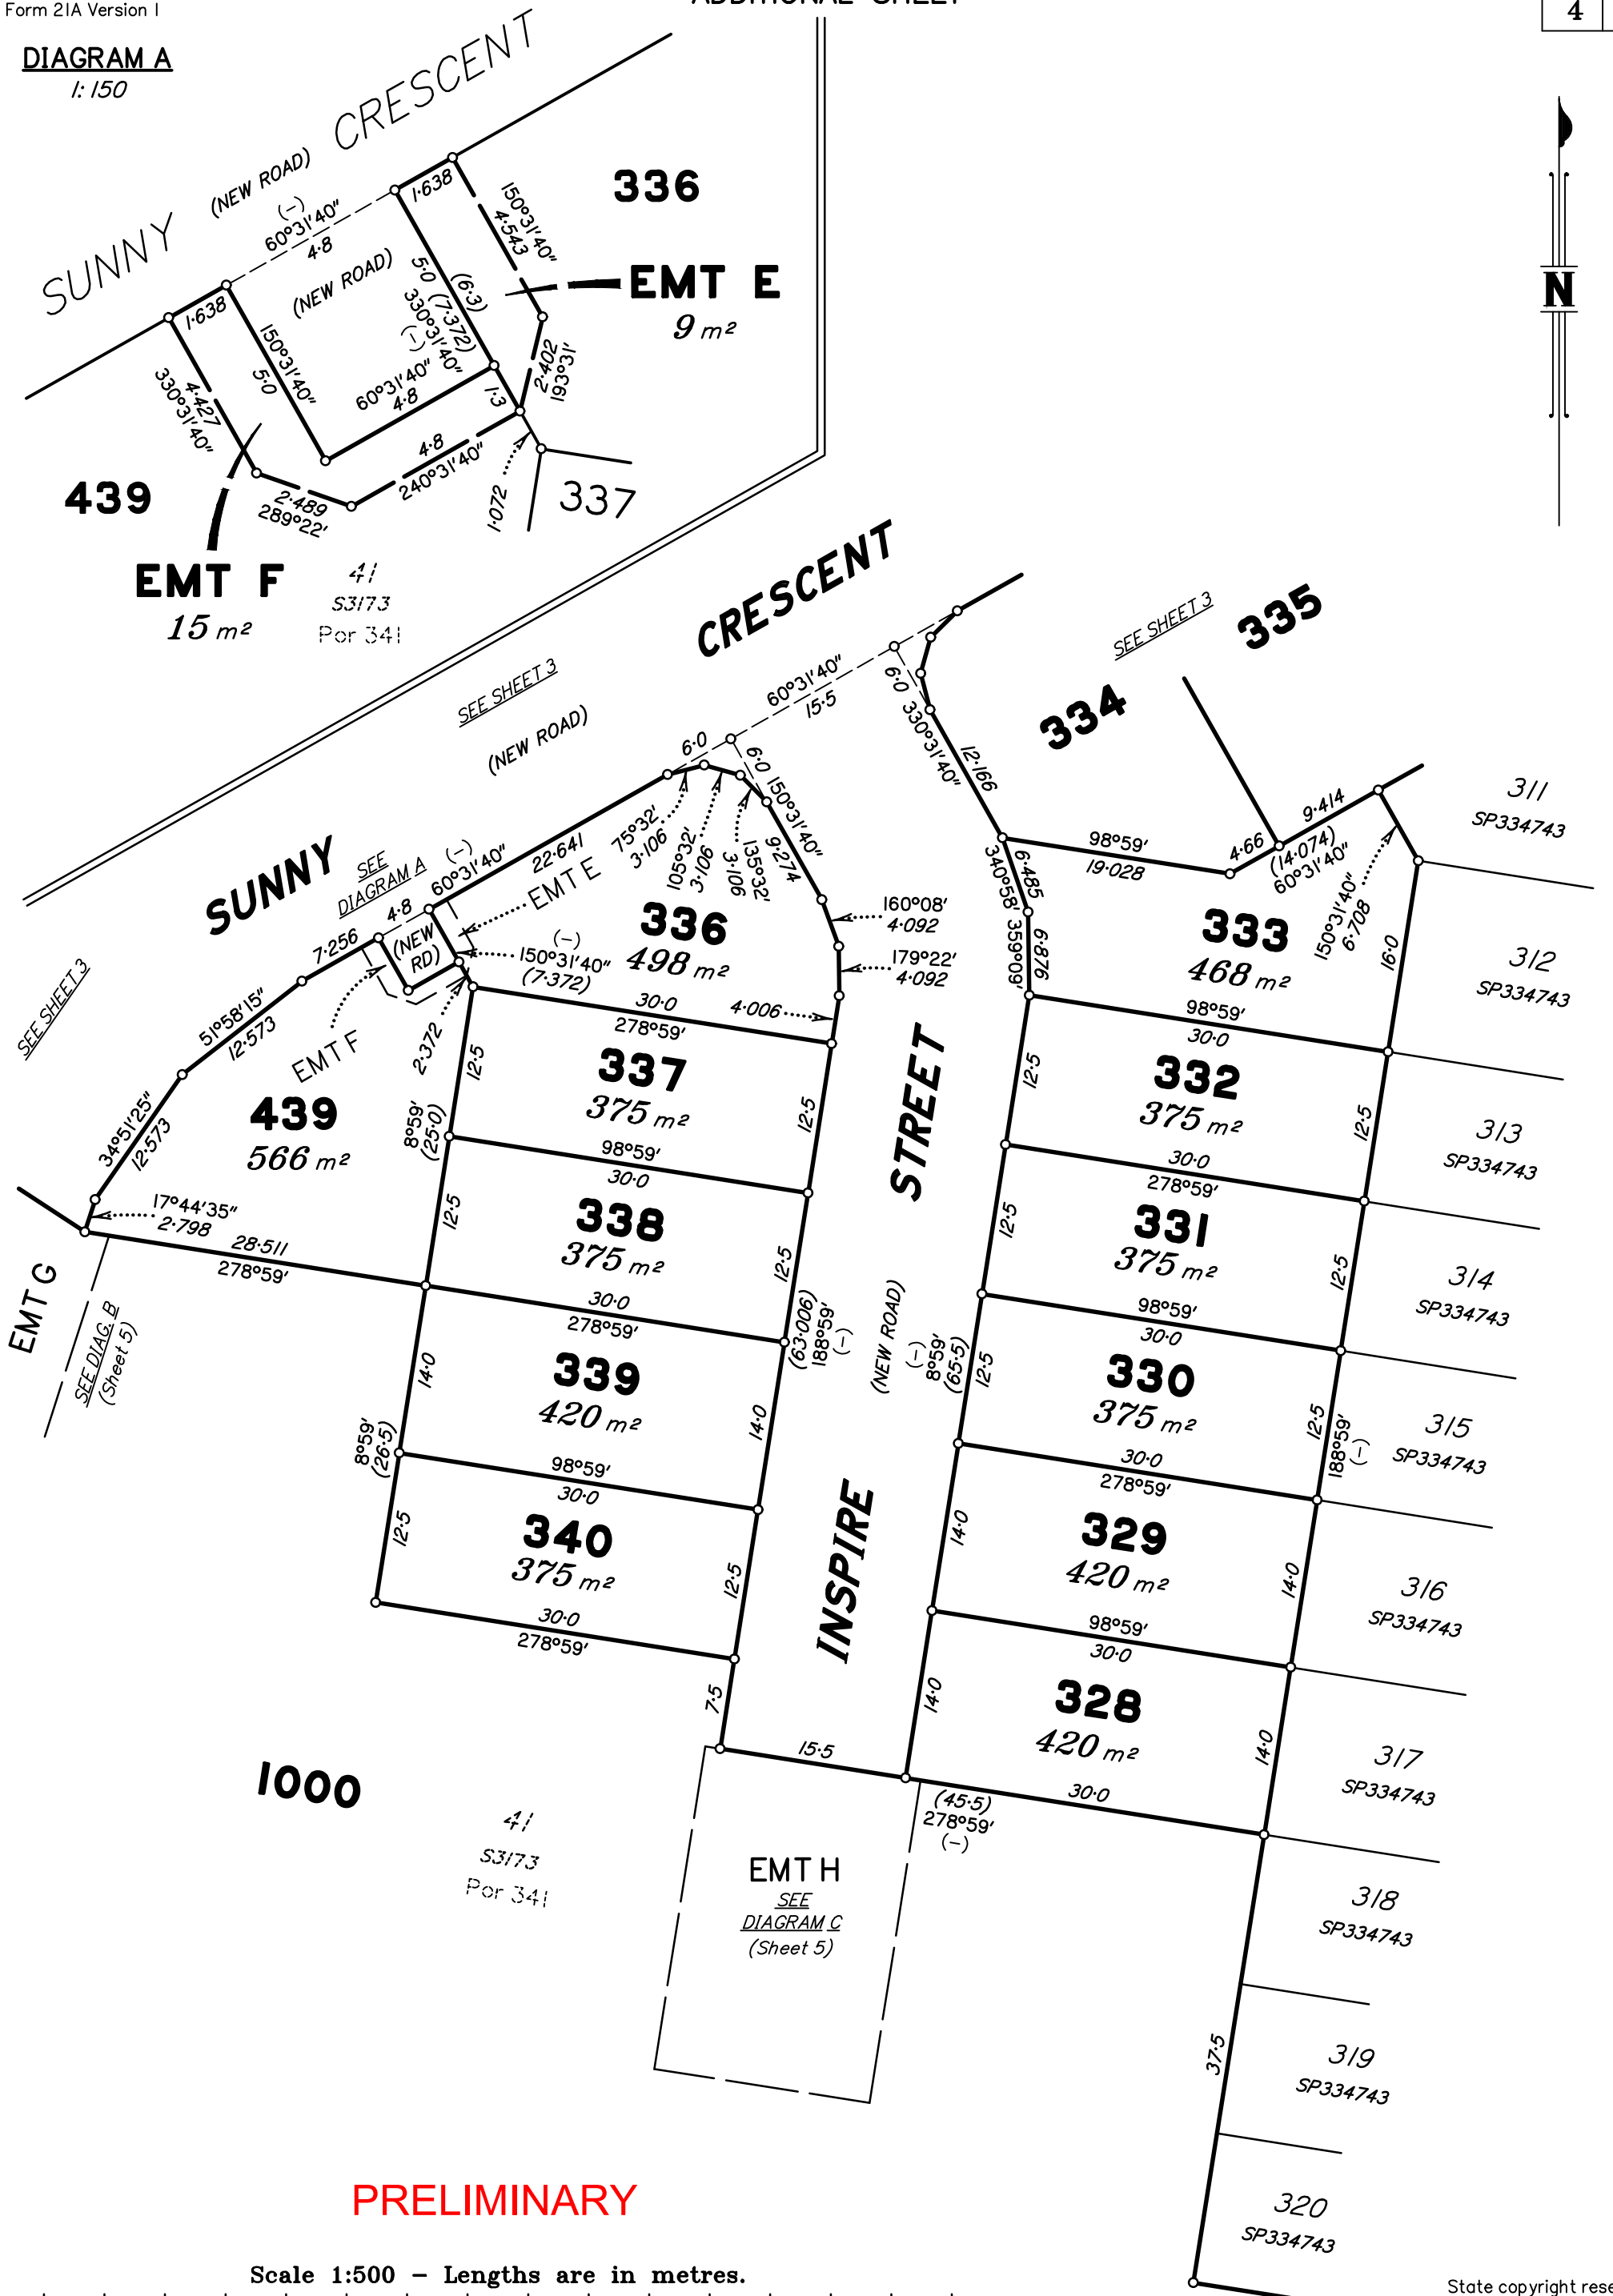 Form 21A Version 1
ADDITIONAL SHEET
4
DIAGRAM A
1:150
SUNNY (NEW ROAD) CRESCENT
(-)
60°31'40"
4·8
1·638
1·638
(NEW ROAD)
336
150°31'40"
4·543
EMT E
9 m²
5·0 (6·3)
(7·372)
330°31'40"
(-)
150°31'40"
5·0
60°31'40"
4·8
1·3
2·402
193°31'
4·427
330°31'40"
4·8
240°31'40"
2·489
289°22'
1·072
337
439
EMT F
15 m²
41
S3173
Por 341
N
SUNNY CRESCENT
SEE SHEET 3
(NEW ROAD)
SEE SHEET 3
SEE SHEET 3
335
334
60°31'40"
15·5
6·0
330°31'40"
12·166
6·0
6·0
150°31'40"
9·274
75°32'
3·106
105°32'
3·106
135°32'
3·106
22·641
(-)
60°31'40"
SEE
DIAGRAM A
4·8
7·256
(NEW
RD)
EMT E
EMT F
336
498 m²
(-)
150°31'40"
(7·372)
160°08'
4·092
179°22'
4·092
4·006
30·0
278°59'
2·372
51°58'15"
12·573
34°51'25"
12·573
17°44'35"
2·798
439
566 m²
28·511
278°59'
EMT G
SEE DIAG. B
(Sheet 5)
337
375 m²
12·5
12·5
8°59'
(25·0)
98°59'
30·0
338
375 m²
12·5
12·5
30·0
278°59'
339
420 m²
14·0
14·0
8°59'
(26·5)
(63·006)
188°59'
(-)
98°59'
30·0
340
375 m²
12·5
12·5
30·0
278°59'
7·5
15·5
INSPIRE STREET
(NEW ROAD)
(-)
8°59'
(65·5)
98°59'
19·028
4·66
9·414
(14·074)
60°31'40"
150°31'40"
6·708
6·485
340°58'
6·876
359°09'
333
468 m²
16·0
98°59'
30·0
332
375 m²
12·5
12·5
30·0
278°59'
331
375 m²
12·5
12·5
98°59'
30·0
330
375 m²
12·5
12·5
188°59'
(-)
30·0
278°59'
329
420 m²
14·0
14·0
98°59'
30·0
328
420 m²
14·0
14·0
30·0
(45·5)
278°59'
(-)
311
SP334743
312
SP334743
313
SP334743
314
SP334743
315
SP334743
316
SP334743
317
SP334743
318
SP334743
319
SP334743
320
SP334743
37·5
1000
41
S3173
Por 341
EMT H
SEE
DIAGRAM C
(Sheet 5)
PRELIMINARY
Scale 1:500 – Lengths are in metres.
State copyright rese